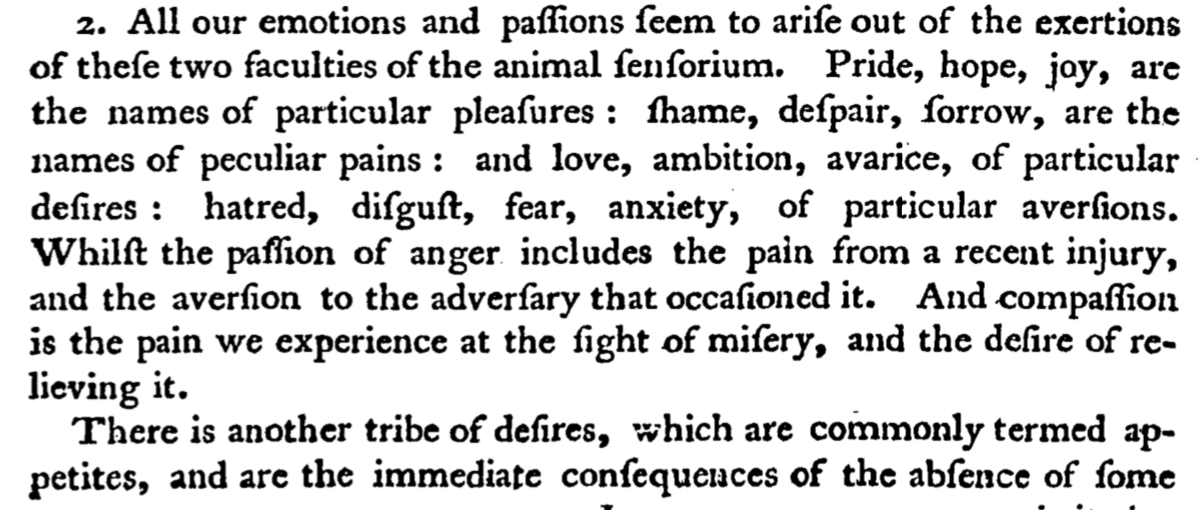 2. All our emotions and paſſions ſeem to ariſe out of the exertions
of theſe two faculties of the animal ſenſorium. Pride, hope, joy, are
the names of particular pleaſures : ſhame, deſpair, ſorrow, are the
names of peculiar pains : and love, ambition, avarice, of particular
deſires : hatred, diſguſt, fear, anxiety, of particular averſions.
Whilſt the paſſion of anger includes the pain from a recent injury,
and the averſion to the adverſary that occaſioned it. And compaſſion
is the pain we experience at the ſight of miſery, and the deſire of re-
lieving it.
There is another tribe of deſires, which are commonly termed ap-
petites, and are the immediate conſequences of the abſence of ſome